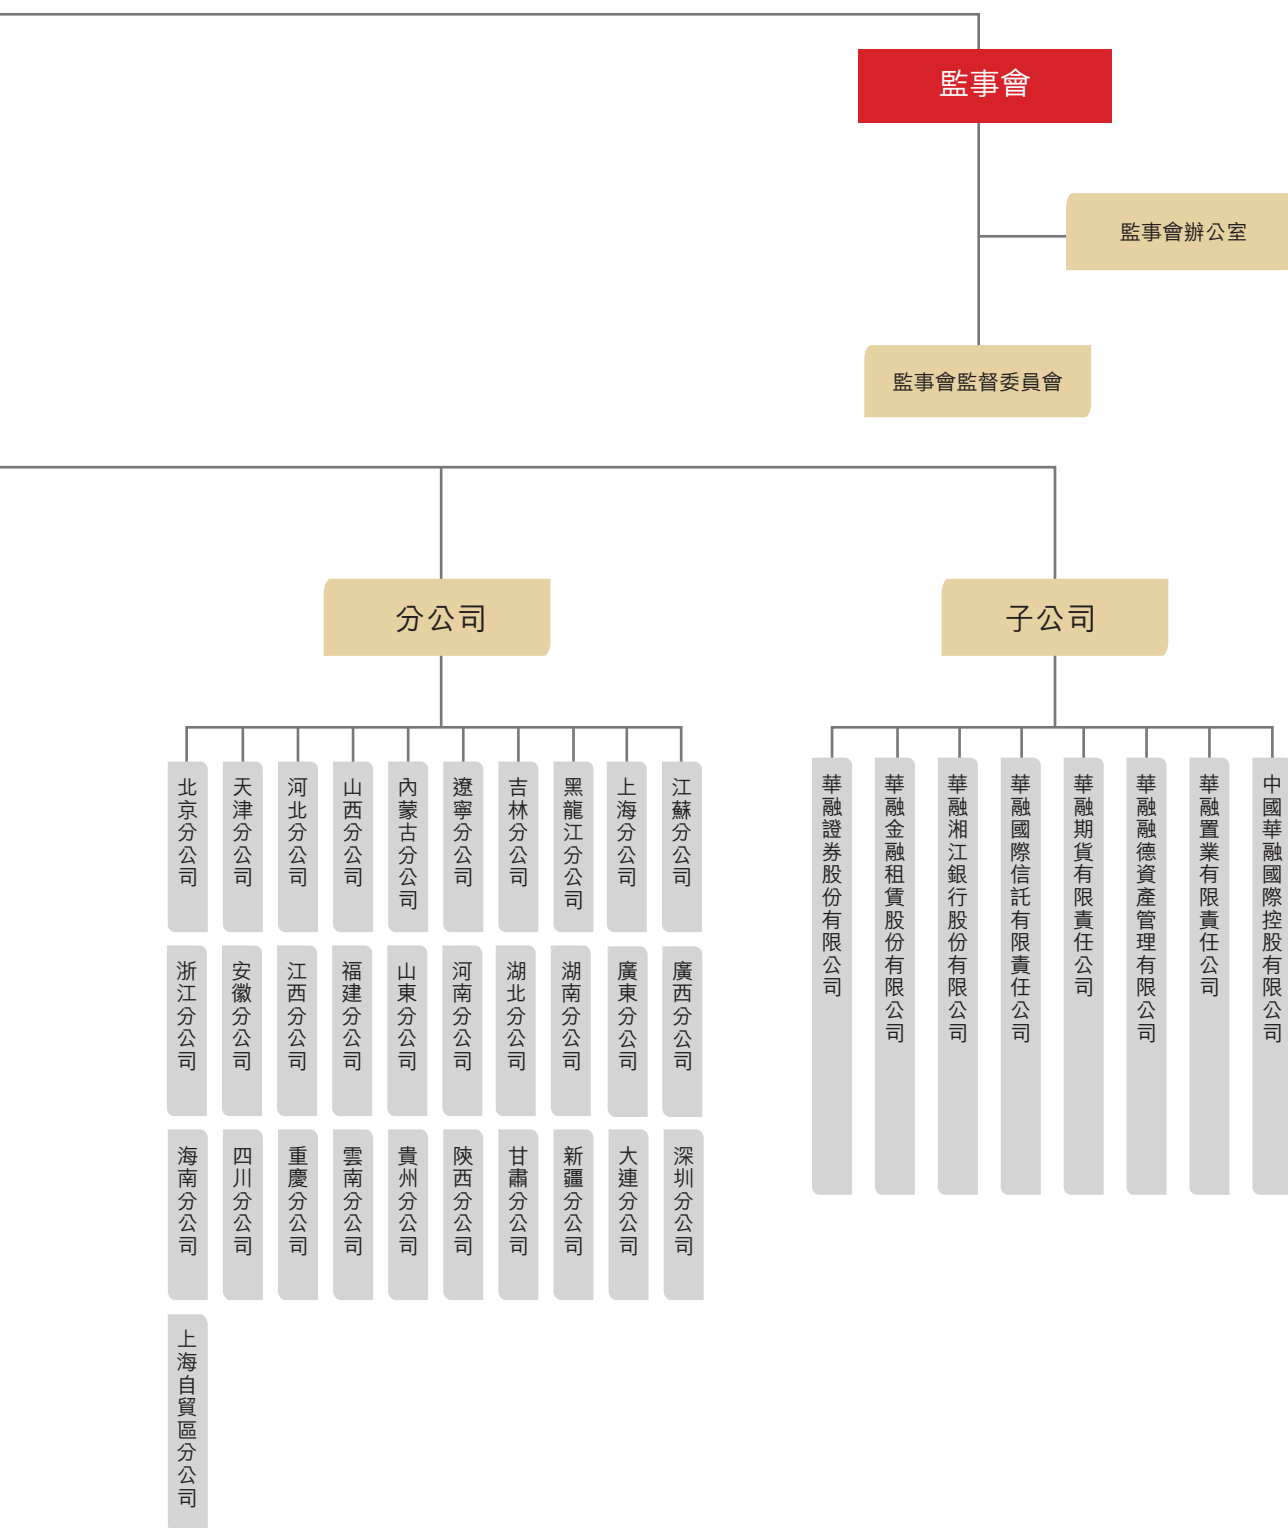 監事會
監事會辦公室
監事會監督委員會
分公司
子公司
北京分公司
天津分公司
河北分公司
山西分公司
內蒙古分公司
遼寧分公司
吉林分公司
黑龍江分公司
上海分公司
江蘇分公司
浙江分公司
安徽分公司
江西分公司
福建分公司
山東分公司
河南分公司
湖北分公司
湖南分公司
廣東分公司
廣西分公司
海南分公司
四川分公司
重慶分公司
雲南分公司
貴州分公司
陝西分公司
甘肅分公司
新疆分公司
大連分公司
深圳分公司
上海自貿區分公司
華融證券股份有限公司
華融金融租賃股份有限公司
華融湘江銀行股份有限公司
華融國際信託有限責任公司
華融期貨有限責任公司
華融融德資產管理有限公司
華融置業有限責任公司
中國華融國際控股有限公司